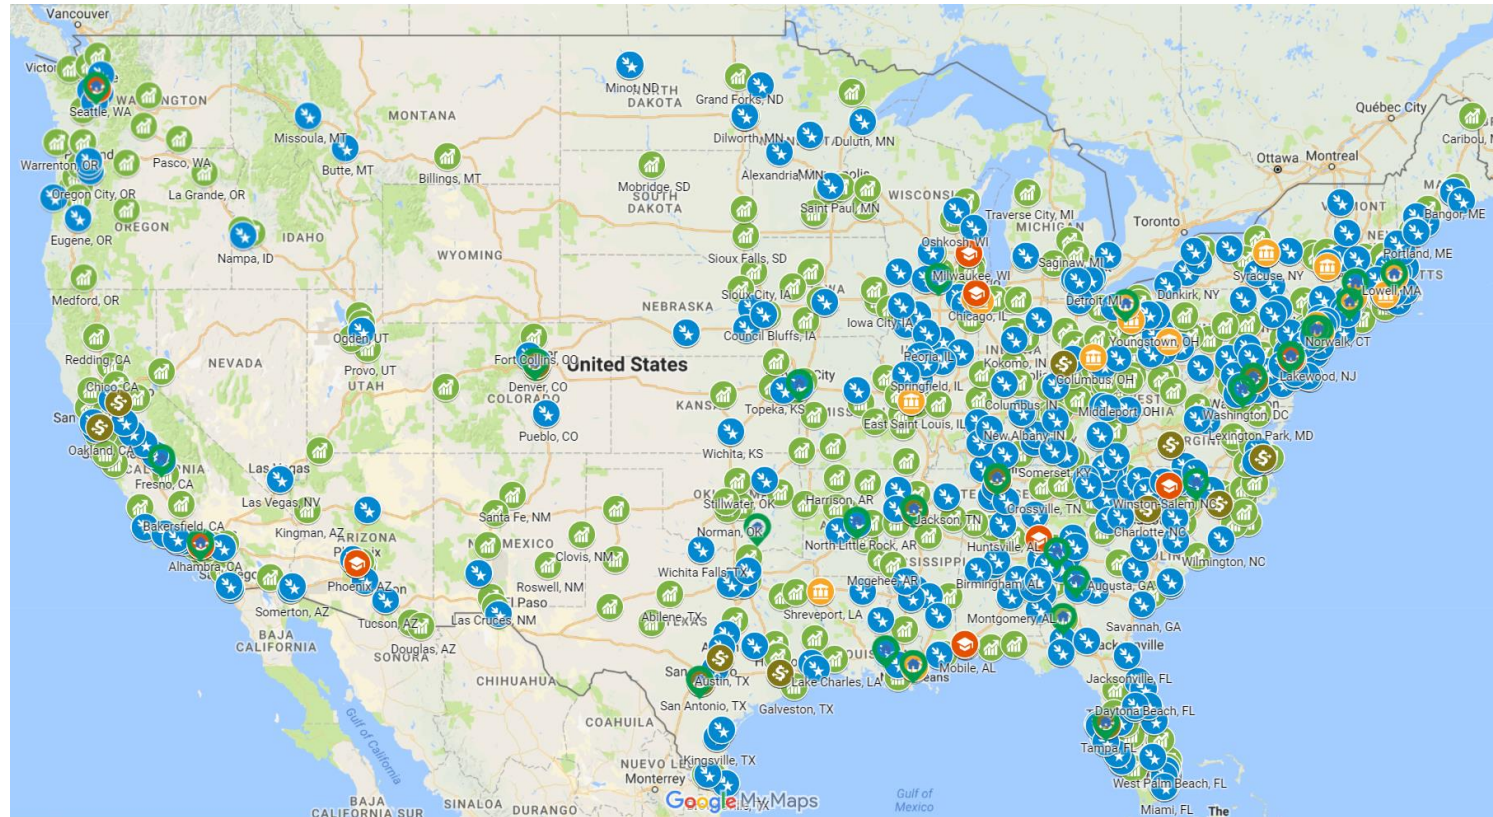 Vancouver
Québec City
Seattle, WA
WASHINGTON
MONTANA
Minot, ND
NORTH
DAKOTA
Grand Forks, ND
Missoula, MT
Dilworth, MN
Duluth, MN
Caribou,
Ottawa
Montreal
Warrenton, OR
Pasco, WA
Butte, MT
Billings, MT
Mobridge, SD
SOUTH
DAKOTA
Alexandria, MN
La Grande, OR
Oregon City, OR
Saint Paul, MN
WISCONSIN
Traverse City, MI
MICHIGAN
Toronto
Bangor, ME
OREGON
Eugene, OR
IDAHO
Nampa, ID
WYOMING
Sioux Falls, SD
Oshkosh, WI
Saginaw, MI
Portland, ME
Milwaukee, WI
Syracuse, NY
Medford, OR
Sioux City, IA
Detroit, MI
Dunkirk, NY
Lowell, MA
NEBRASKA
Chicago, IL
Iowa City, IA
Council Bluffs, IA
Ogden, UT
Redding, CA
NEVADA
Provo, UT
UTAH
Fort Collins, CO
United States
Denver, CO
COLORADO
Peoria, IL
Kokomo, IN
Youngstown, OH
Norwalk, CT
Chico, CA
Springfield, IL
Columbus, OH
Lakewood, NJ
Topeka, KS
Columbus, IN
Middleport, OH
Washington, DC
East Saint Louis, IL
Pueblo, CO
Oakland, CA
Wichita, KS
New Albany, IN
Lexington Park, MD
Fresno, CA
Las Vegas
Las Vegas, NV
Somerset, KY
Stillwater, OK
Harrison, AR
Winston-Salem, NC
Santa Fe, NM
Crossville, TN
Jackson, TN
Bakersfield, CA
Kingman, AZ
ARIZONA
Norman, OK
Charlotte, NC
NEW MEXICO
Clovis, NM
North Little Rock, AR
Huntsville, AL
Wilmington, NC
Alhambra, CA
Wichita Falls, TX
Roswell, NM
Phoenix, AZ
Mcgehee, AR
Birmingham, AL
Augusta, GA
Somerton, AZ
El Paso
Tucson, AZ
Las Cruces, NM
Abilene, TX
TEXAS
Shreveport, LA
Montgomery, AL
Savannah, GA
BAJA
CALIFORNIA
Douglas, AZ
SONORA
Mobile, AL
Jacksonville
Jacksonville, FL
CHIHUAHUA
Austin, TX
Lake Charles, LA
San Antonio, TX
Galveston, TX
COAHUILA
Daytona Beach, FL
Gulf of
California
Tampa, FL
Kingsville, TX
Monterrey
West Palm Beach, FL
Google My Maps
Gulf of
Mexico
Miami, FL
The
BAJA
CALIFORNIA SUR
SINALOA
DURANGO